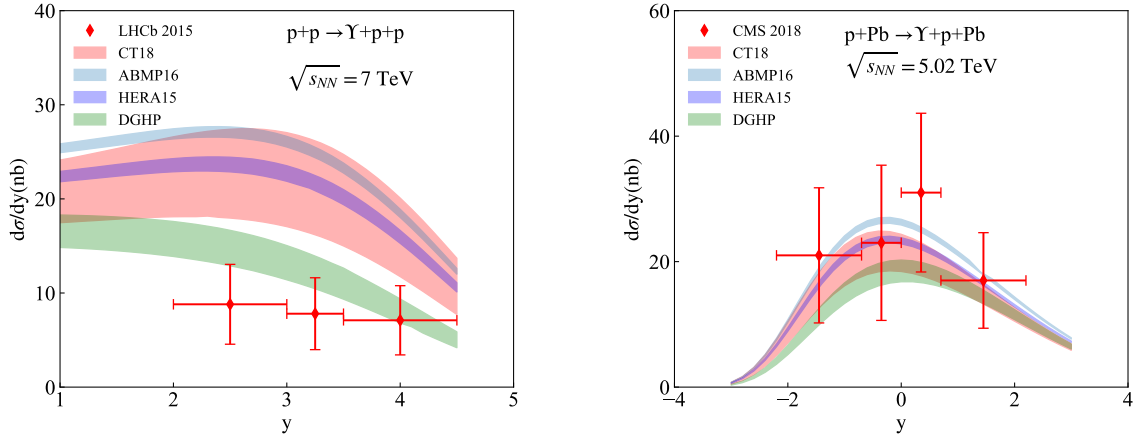 60
40
30
20
10
0
1
2
3
4
5
y
dσ/dy(nb)
LHCb 2015
CT18
ABMP16
HERA15
DGHP
p+p → ϒ+p+p
√s_NN = 7 TeV
60
40
20
0
−4
−2
0
2
4
y
dσ/dy(nb)
CMS 2018
CT18
ABMP16
HERA15
DGHP
p+Pb → ϒ+p+Pb
√s_NN = 5.02 TeV